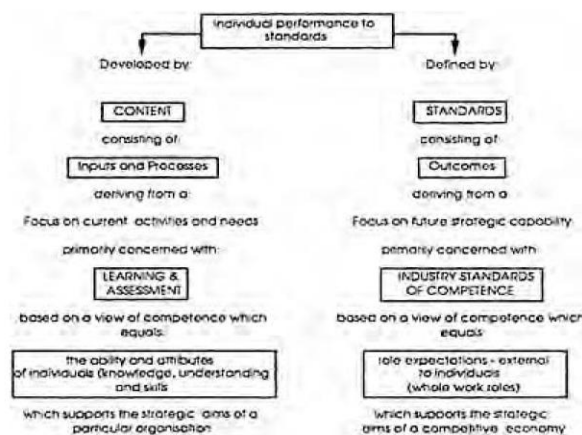 Individual performance to
standards
Developed by:
CONTENT
consisting of
Inputs and Processes
deriving from a
Focus on current activities and needs
primarily concerned with:
LEARNING &
ASSESSMENT
based on a view of competence which
equals:
the ability and attributes
of individuals (knowledge, understanding
and skills
which supports the strategic aims of a
particular organisation
Defined by:
STANDARDS
consisting of
Outcomes
deriving from a
Focus on future strategic capability
primarily concerned with
INDUSTRY STANDARDS
OF COMPETENCE
based on a view of competence which
equals
role expectations - external
to individuals
(whole work roles)
which supports the strategic
aims of a competitive economy